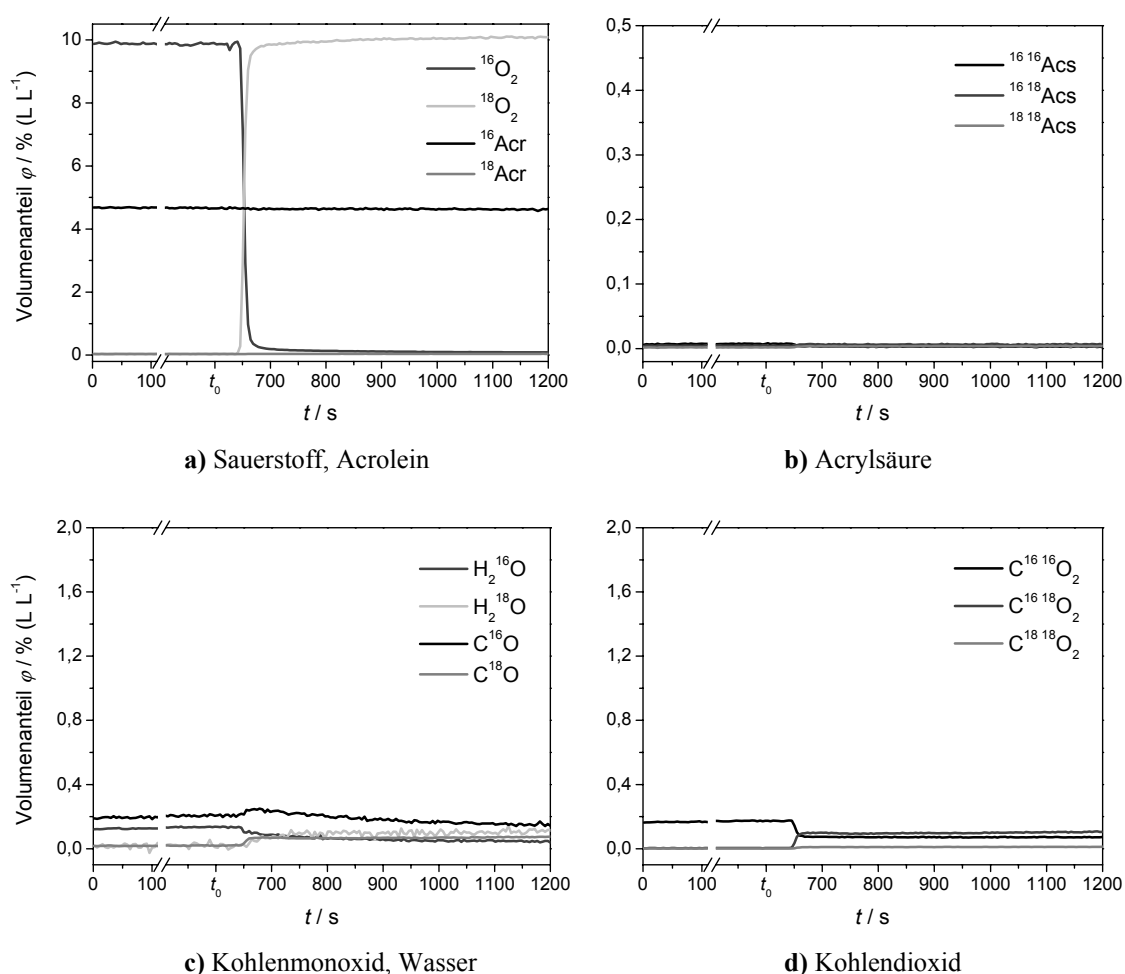 10
8
6
4
2
0
Volumenanteil φ / % (L L⁻¹)
¹⁶O₂
¹⁸O₂
¹⁶Acr
¹⁸Acr
0 100 t₀ 700 800 900 1000 1100 1200
t / s
a) Sauerstoff, Acrolein
0,5
0,4
0,3
0,2
0,1
0,0
¹⁶ ¹⁶Acs
¹⁶ ¹⁸Acs
¹⁸ ¹⁸Acs
0 100 t₀ 700 800 900 1000 1100 1200
t / s
b) Acrylsäure
2,0
1,6
1,2
0,8
0,4
0,0
Volumenanteil φ / % (L L⁻¹)
H₂¹⁶O
H₂¹⁸O
C¹⁶O
C¹⁸O
0 100 t₀ 700 800 900 1000 1100 1200
t / s
c) Kohlenmonoxid, Wasser
2,0
1,6
1,2
0,8
0,4
0,0
C¹⁶ ¹⁶O₂
C¹⁶ ¹⁸O₂
C¹⁸ ¹⁸O₂
0 100 t₀ 700 800 900 1000 1100 1200
t / s
d) Kohlendioxid